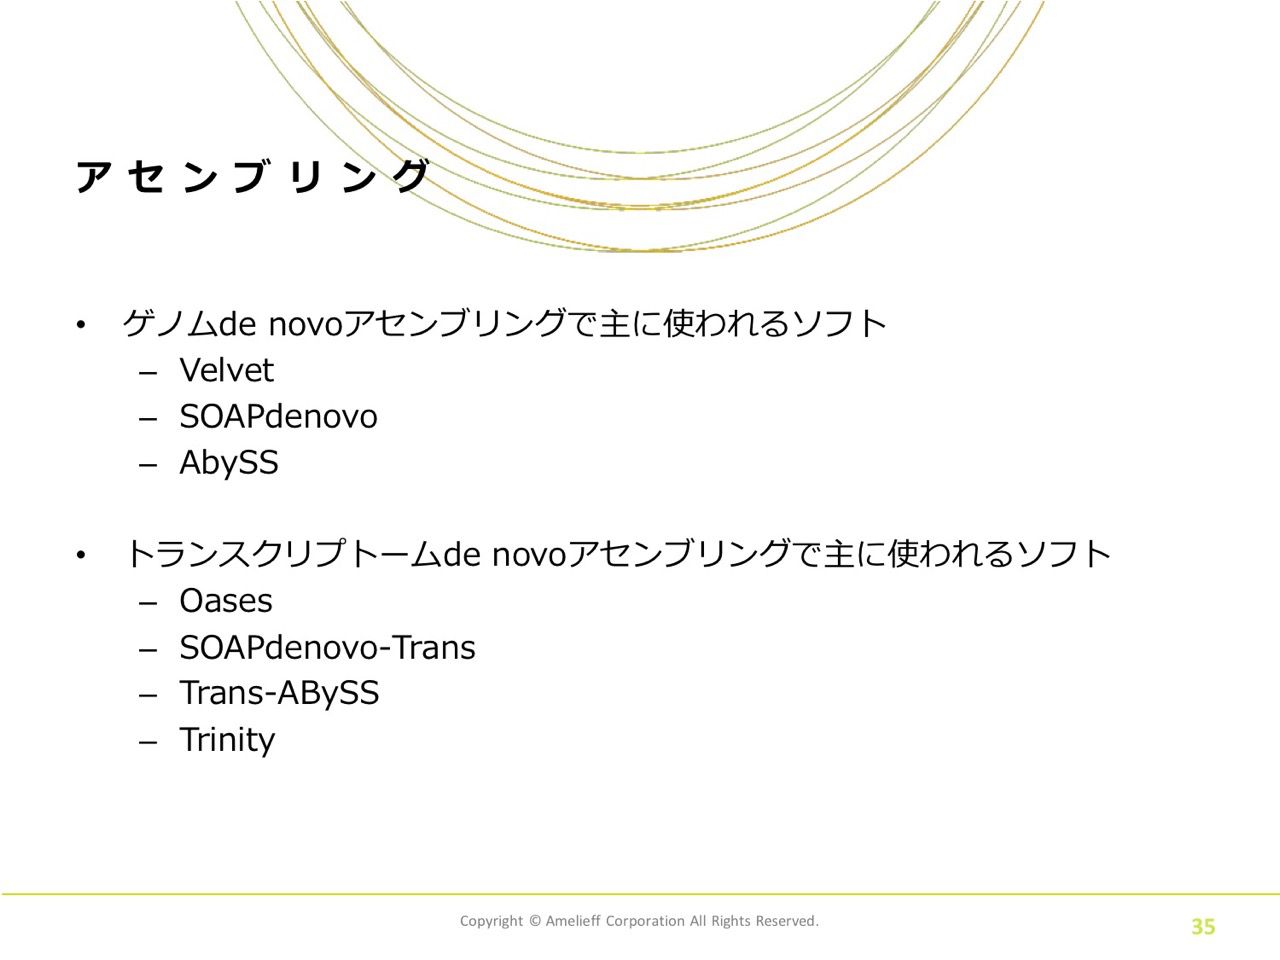 アセンブリング
• ゲノムde novoアセンブリングで主に使われるソフト
– Velvet
– SOAPdenovo
– AbySS
• トランスクリプトームde novoアセンブリングで主に使われるソフト
– Oases
– SOAPdenovo-Trans
– Trans-ABySS
– Trinity
Copyright © Amelieff Corporation All Rights Reserved.
35